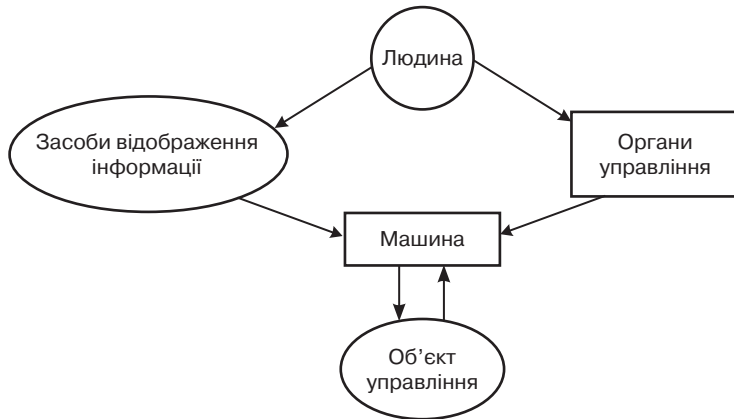 Людина
Засоби відображення
інформації
Органи
управління
Машина
Об’єкт
управління